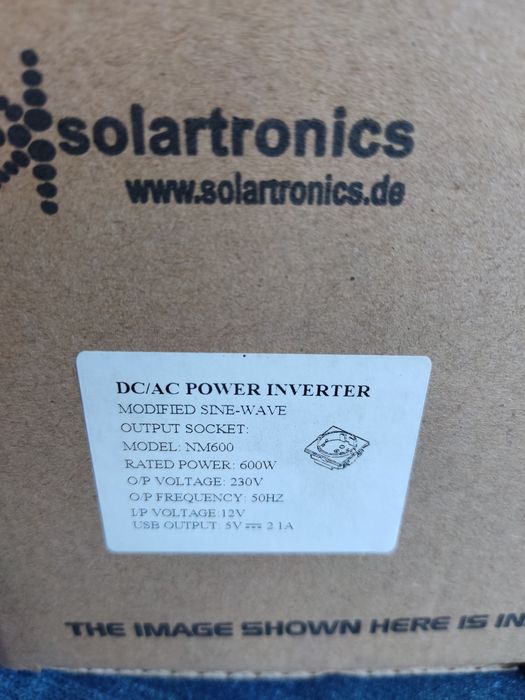 solartronics
www.solartronics.de
DC/AC POWER INVERTER
MODIFIED SINE-WAVE
OUTPUT SOCKET:
MODEL: NM600
RATED POWER: 600W
O/P VOLTAGE: 230V
O/P FREQUENCY: 50HZ
I/P VOLTAGE:12V
USB OUTPUT: 5V ⎓ 2.1A
THE IMAGE SHOWN HERE IS IN